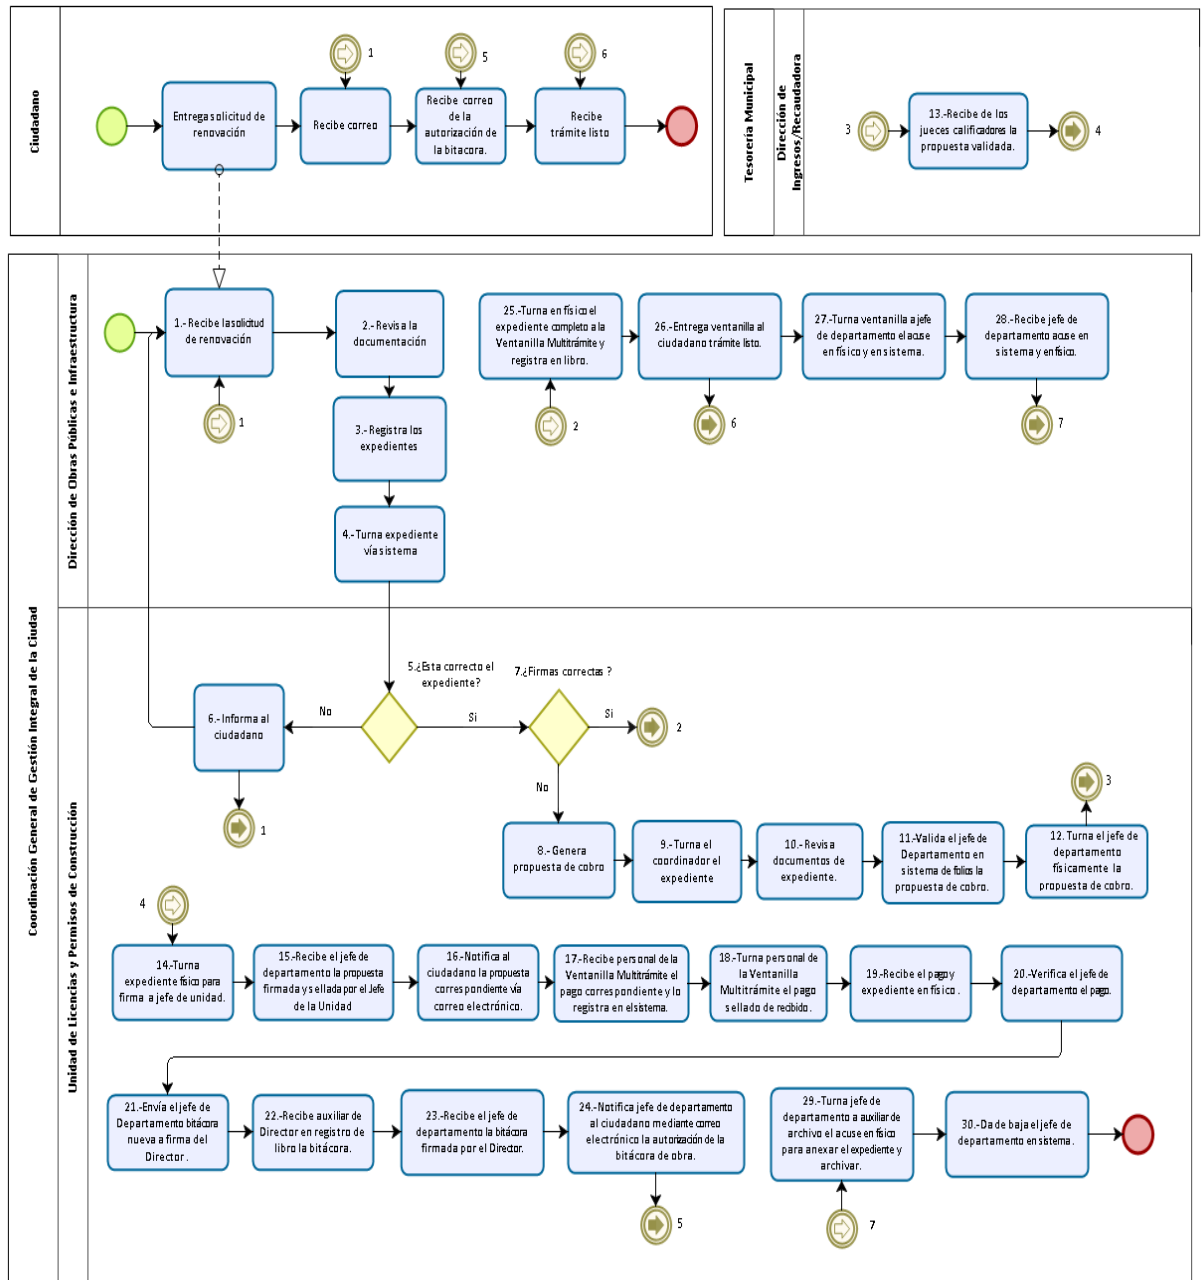 Ciudadano
1
5
6
Entrega solicitud de
renovación
Recibe correo
Recibe correo
de la
autorización de
la bitacora.
Recibe
trámite listo
Tesorería Municipal
Dirección de
Ingresos/Recaudadora
3
13.-Recibe de los
jueces calificadores la
propuesta validada.
4
Coordinación General de Gestión Integral de la Ciudad
Dirección de Obras Públicas e Infraestructura
1.- Recibe la solicitud
de renovación
1
2.- Revisa la
documentación
3.- Registra los
expedientes
4.-Turna expediente
vía sistema
25.-Turna en físico el
expediente completo a la
Ventanilla Multitrámite y
registra en libro.
2
26.-Entrega ventanilla al
ciudadano trámite listo.
6
27.-Turna ventanilla a jefe
de departamento el acuse
en físico y en sistema.
28.-Recibe jefe de
departamento acuse en
sistema y en físico.
7
Unidad de Licencias y Permisos de Construcción
5.¿Esta correcto el
expediente?
7.¿Firmas correctas ?
No
Si
Si
2
6.- Informa al
ciudadano
1
No
8.- Genera
propuesta de cobro
9.-Turna el
coordinador el
expediente
10.- Revisa
documentos de
expediente.
11.-Valida el jefe de
Departamento en
sistema de folios la
propuesta de cobro.
12. Turna el jefe de
departamento
físicamente la
propuesta de cobro.
3
4
14.-Turna
expediente físico para
firma a jefe de unidad.
15.-Recibe el jefe de
departamento la propuesta
firmada y sellada por el Jefe
de la Unidad
16.-Notifica al
ciudadano la propuesta
correspondiente vía
correo electrónico.
17.-Recibe personal de la
Ventanilla Multitrámite el
pago correspondiente y lo
registra en el sistema.
18.-Turna personal de
la Ventanilla
Multitrámite el pago
sellado de recibido.
19.-Recibe el pago y
expediente en físico .
20.-Verifica el jefe de
departamento el pago.
21.-Envía el jefe de
Departamento bitácora
nueva a firma del
Director .
22.-Recibe auxiliar de
Director en registro de
libro la bitácora.
23.-Recibe el jefe de
departamento la bitácora
firmada por el Director.
24.-Notifica jefe de departamento
al ciudadano mediante correo
electrónico la autorización de la
bitácora de obra.
5
29.-Turna jefe de
departamento a auxiliar de
archivo el acuse en físico
para anexar el expediente y
archivar.
7
30.-Da de baja el jefe de
departamento en sistema.